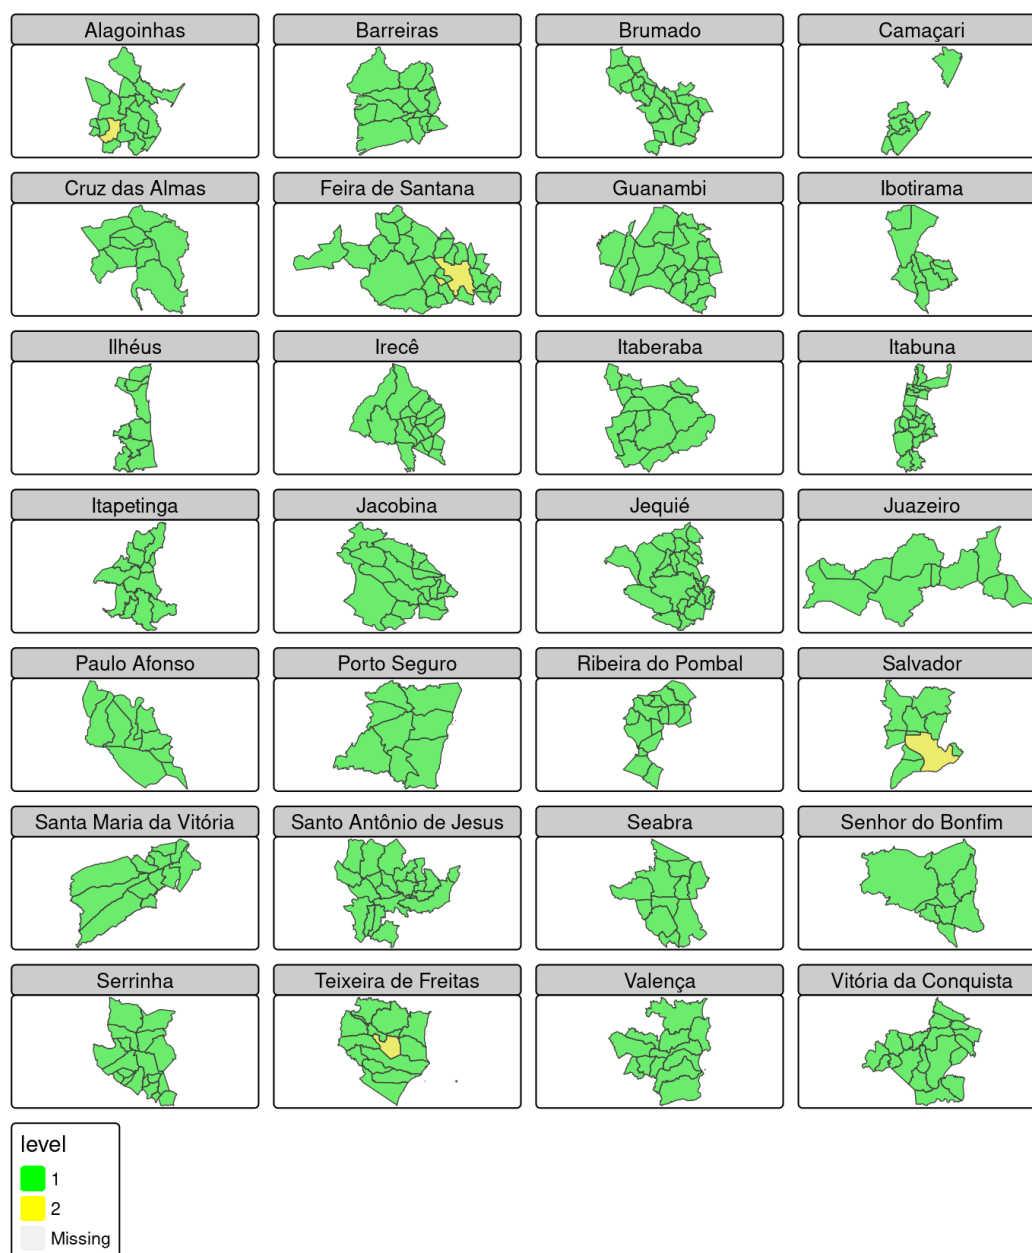 Alagoinhas
Barreiras
Brumado
Camaçari
Cruz das Almas
Feira de Santana
Guanambi
Ibotirama
Ilhéus
Irecê
Itaberaba
Itabuna
Itapetinga
Jacobina
Jequié
Juazeiro
Paulo Afonso
Porto Seguro
Ribeira do Pombal
Salvador
Santa Maria da Vitória
Santo Antônio de Jesus
Seabra
Senhor do Bonfim
Serrinha
Teixeira de Freitas
Valença
Vitória da Conquista
level
1
2
Missing